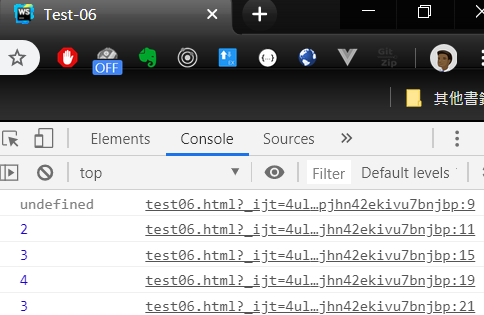 WS Test-06
OFF
Git Zip
其他書籤
Elements Console Sources
top Filter Default levels
undefined test06.html?_ijt=4ul…pjhn42ekivu7bnjbp:9
2 test06.html?_ijt=4ul…jhn42ekivu7bnjbp:11
3 test06.html?_ijt=4ul…jhn42ekivu7bnjbp:15
4 test06.html?_ijt=4ul…jhn42ekivu7bnjbp:19
3 test06.html?_ijt=4ul…jhn42ekivu7bnjbp:21